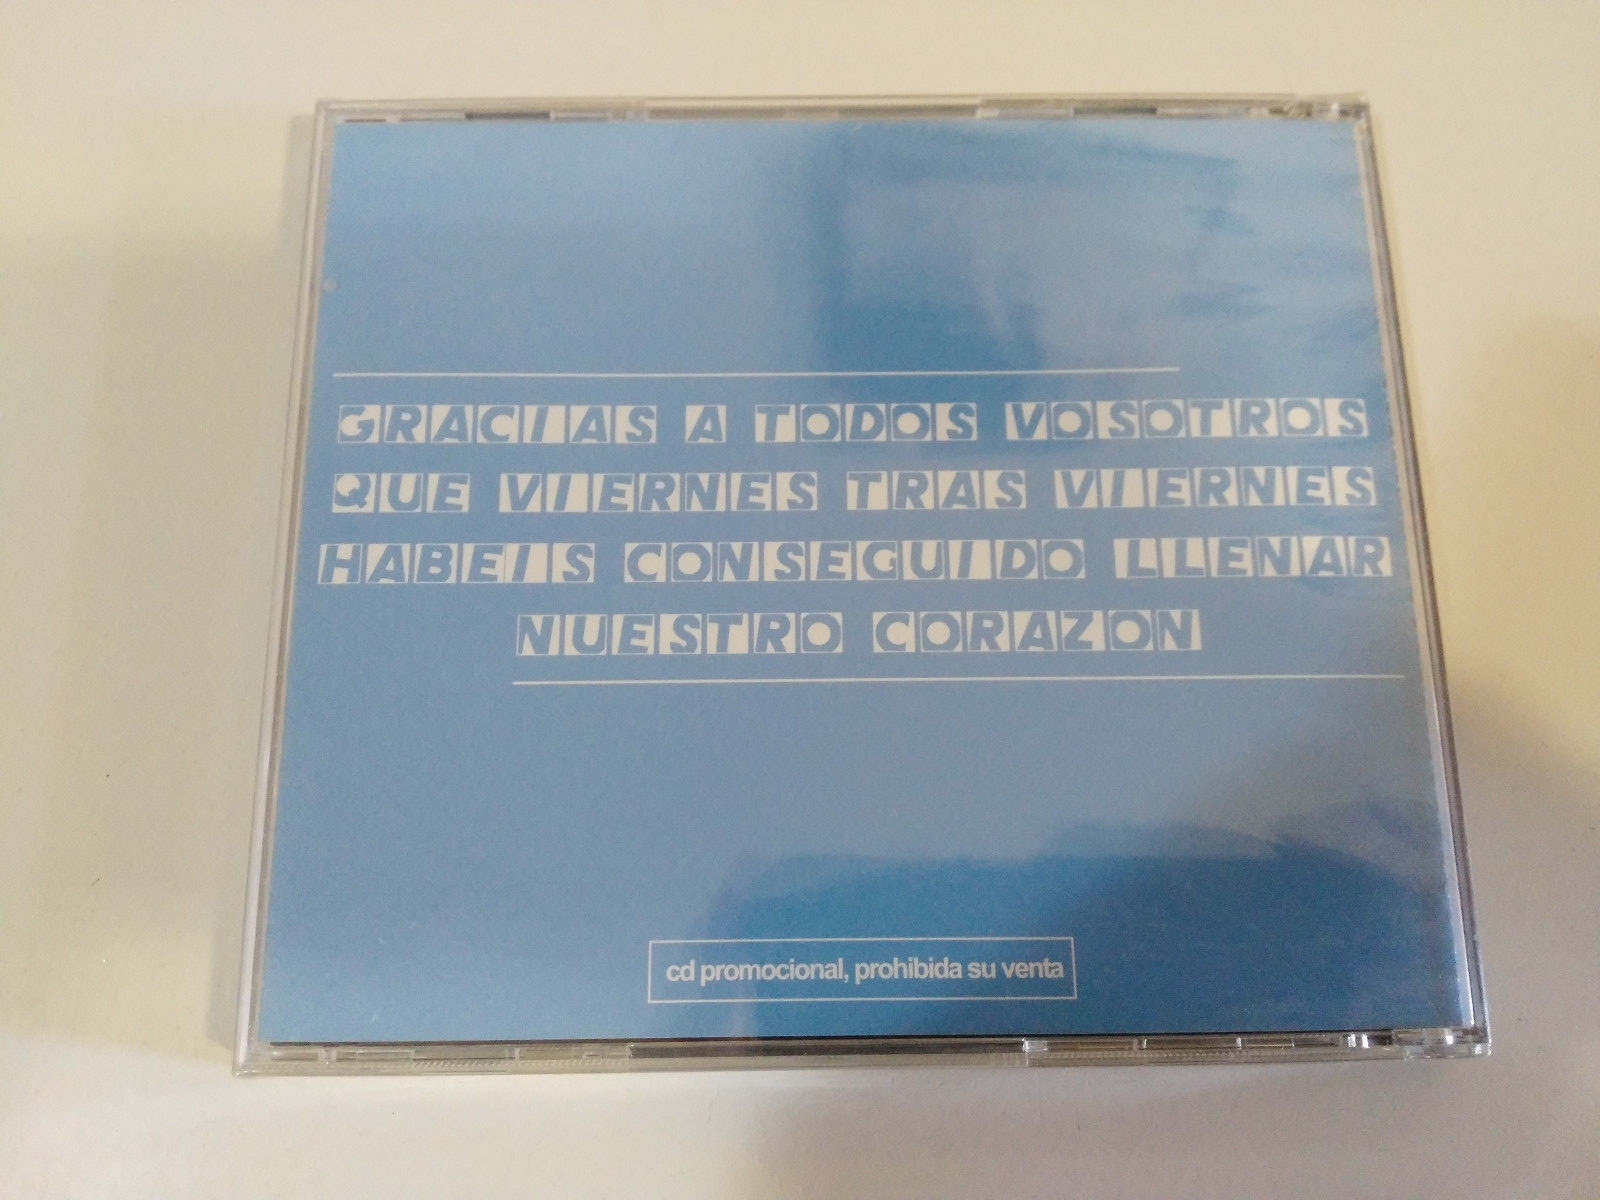 GRACIAS A TODOS VOSOTROS
QUE VIERNES TRAS VIERNES
HABEIS CONSEGUIDO LLENAR
NUESTRO CORAZON
cd promocional, prohibida su venta